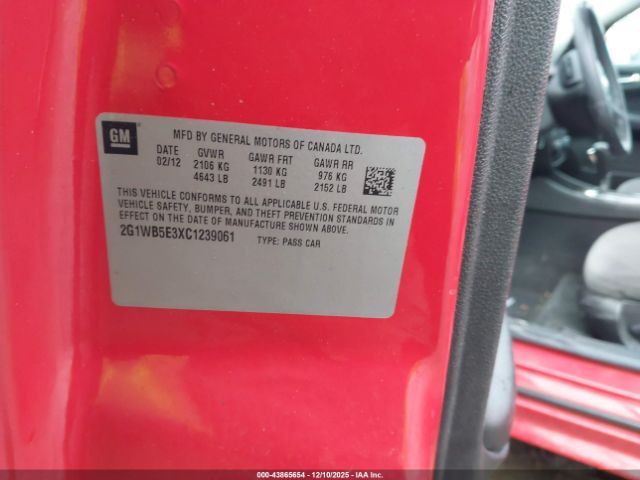 GM
MFD BY GENERAL MOTORS OF CANADA LTD.
DATE GVWR GAWR FRT GAWR RR
02/12 2106 KG 1130 KG 976 KG
4643 LB 2491 LB 2152 LB
THIS VEHICLE CONFORMS TO ALL APPLICABLE U.S. FEDERAL MOTOR
VEHICLE SAFETY, BUMPER, AND THEFT PREVENTION STANDARDS IN
EFFECT ON THE DATE OF MANUFACTURE SHOWN ABOVE.
2G1WB5E3XC1239061 TYPE: PASS CAR
000-43865654 | 12/10/2025 | IAA, Inc.